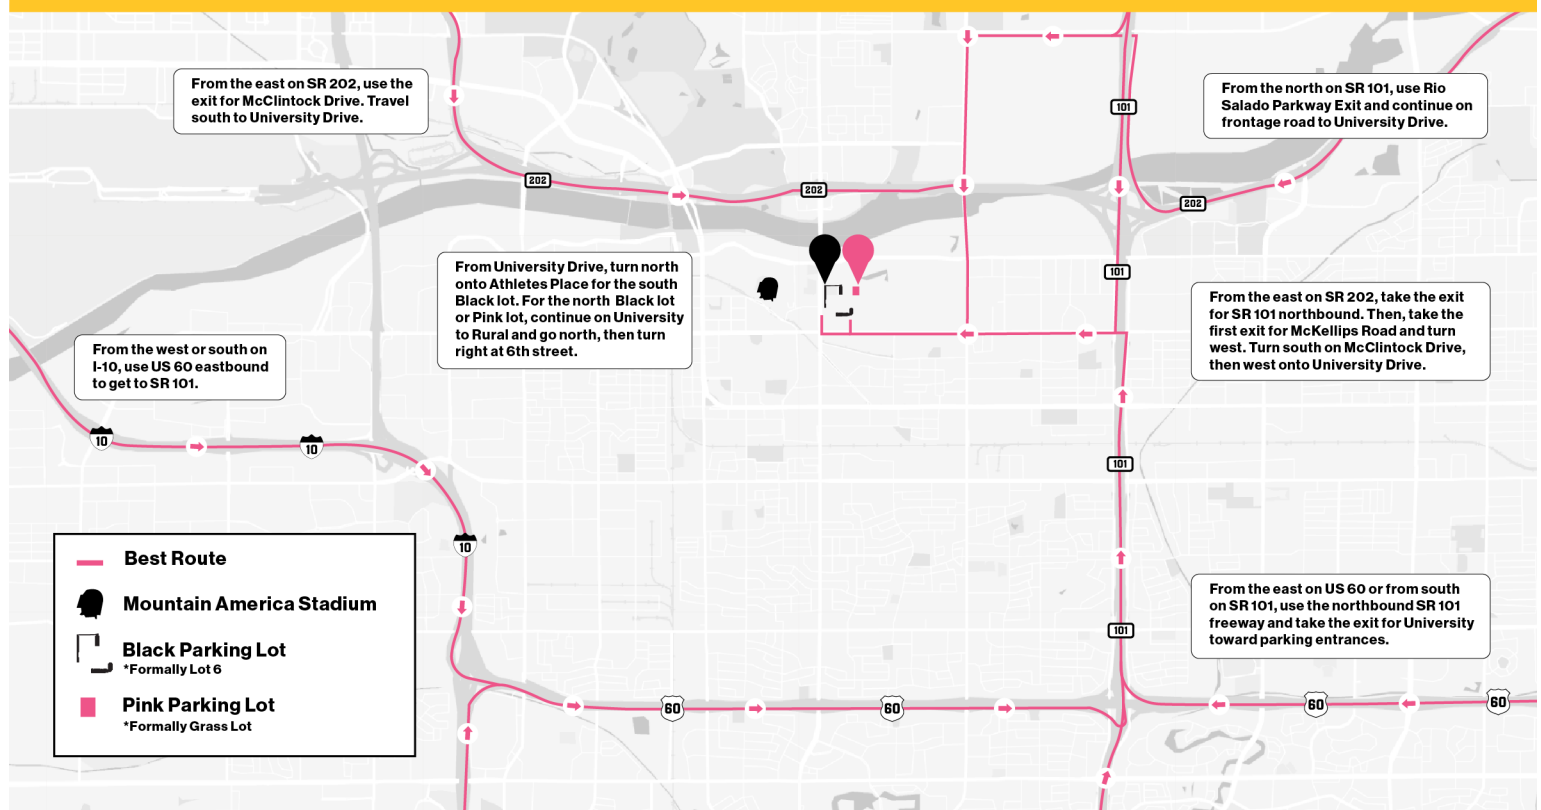 From the east on SR 202, use the
exit for McClintock Drive. Travel
south to University Drive.
From the north on SR 101, use Rio
Salado Parkway Exit and continue on
frontage road to University Drive.
101
202
202
202
From University Drive, turn north
onto Athletes Place for the south
Black lot. For the north Black lot
or Pink lot, continue on University
to Rural and go north, then turn
right at 6th street.
101
From the east on SR 202, take the exit
for SR 101 northbound. Then, take the
first exit for McKellips Road and turn
west. Turn south on McClintock Drive,
then west onto University Drive.
From the west or south on
I-10, use US 60 eastbound
to get to SR 101.
10
10
101
10
Best Route
Mountain America Stadium
Black Parking Lot
*Formally Lot 6
Pink Parking Lot
*Formally Grass Lot
From the east on US 60 or from south
on SR 101, use the northbound SR 101
freeway and take the exit for University
toward parking entrances.
101
60
60
60
60